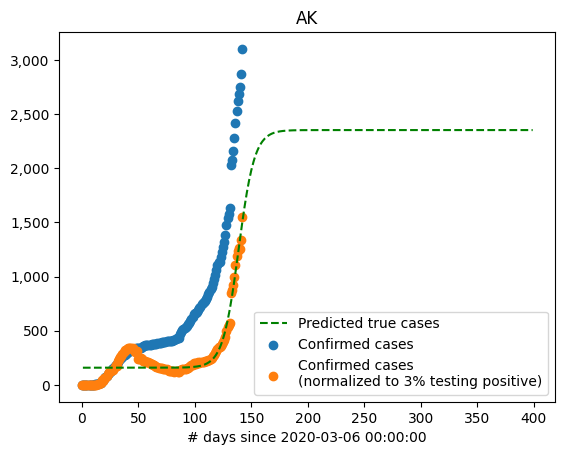 AK
3,000
2,500
2,000
1,500
1,000
500
0
Predicted true cases
Confirmed cases
Confirmed cases
(normalized to 3% testing positive)
0 50 100 150 200 250 300 350 400
# days since 2020-03-06 00:00:00